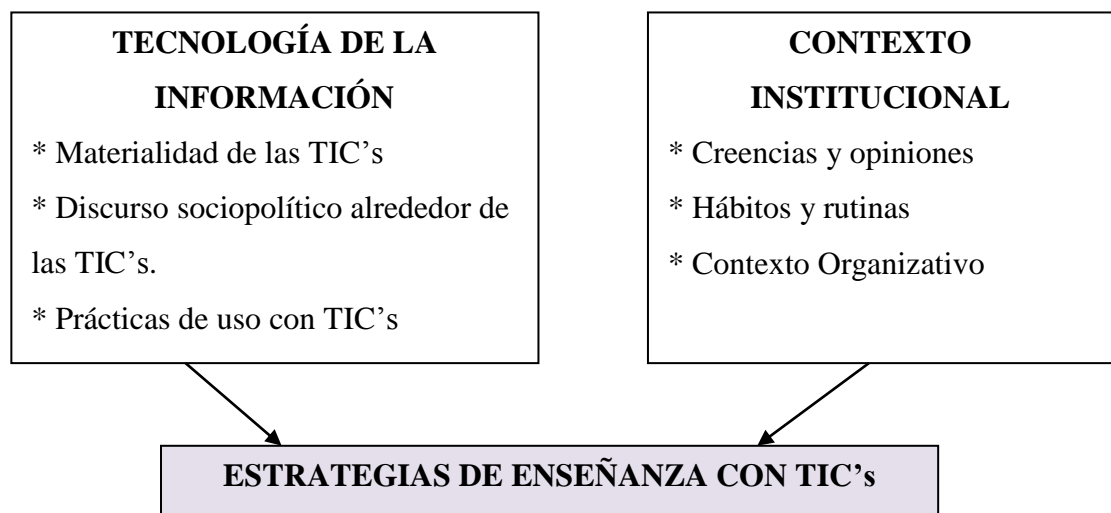 TECNOLOGÍA DE LA
INFORMACIÓN
* Materialidad de las TIC’s
* Discurso sociopolítico alrededor de
las TIC’s.
* Prácticas de uso con TIC’s
CONTEXTO
INSTITUCIONAL
* Creencias y opiniones
* Hábitos y rutinas
* Contexto Organizativo
ESTRATEGIAS DE ENSEÑANZA CON TIC’s